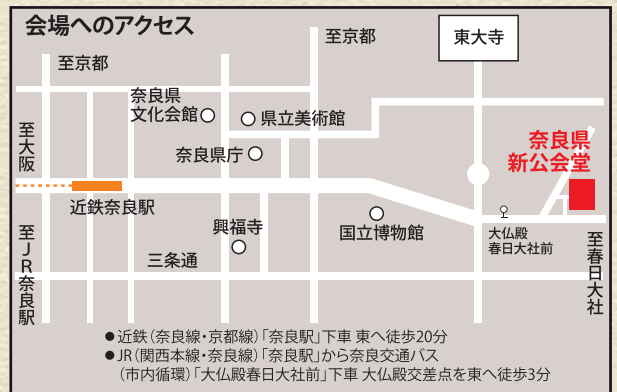 会場へのアクセス
至京都
至京都
東大寺
奈良県
文化会館
県立美術館
奈良県
新公会堂
至大阪
奈良県庁
近鉄奈良駅
至JR奈良駅
興福寺
国立博物館
大仏殿
春日大社前
至春日大社
三条通
●近鉄(奈良線・京都線)「奈良駅」下車 東へ徒歩20分
●JR(関西本線・奈良線)「奈良駅」から奈良交通バス
(市内循環)「大仏殿春日大社前」下車 大仏殿交差点を東へ徒歩3分